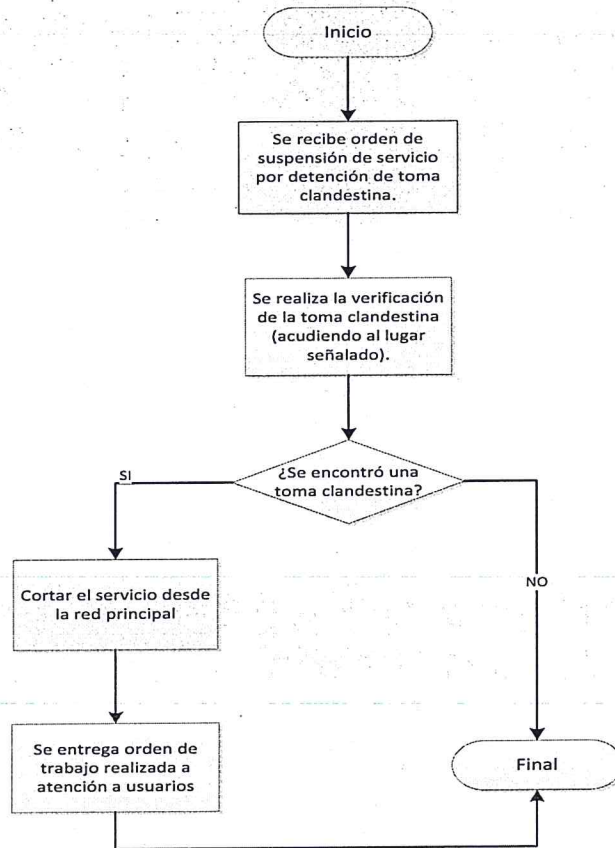 Inicio
Se recibe orden de
suspensión de servicio
por detención de toma
clandestina.
Se realiza la verificación
de la toma clandestina
(acudiendo al lugar
señalado).
¿Se encontró una
toma clandestina?
SI
NO
Cortar el servicio desde
la red principal
Se entrega orden de
trabajo realizada a
atención a usuarios
Final